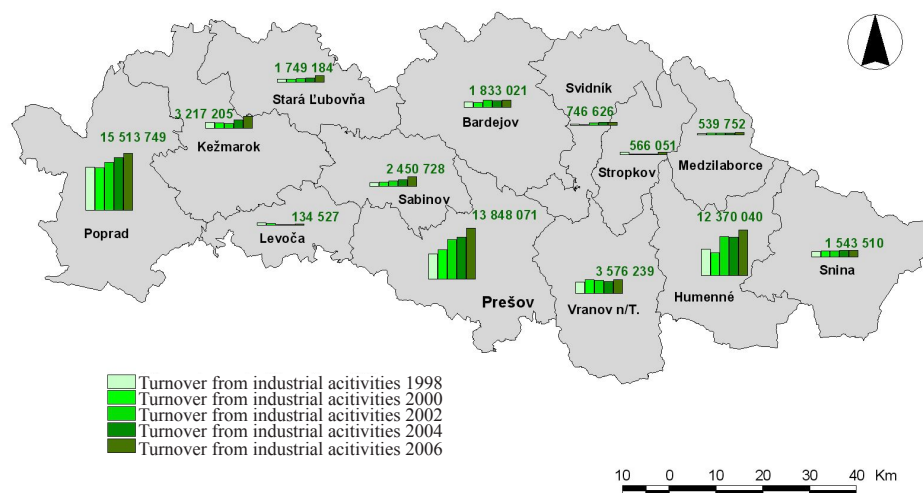 1 749 184
Stará Ľubovňa
1 833 021
Bardejov
Svidník
746 626
539 752
Medzilaborce
3 217 205
Kežmarok
15 513 749
Poprad
566 051
Stropkov
2 450 728
Sabinov
134 527
Levoča
13 848 071
Prešov
12 370 040
Humenné
1 543 510
Snina
3 576 239
Vranov n/T.
Turnover from industrial acitivities 1998
Turnover from industrial acitivities 2000
Turnover from industrial acitivities 2002
Turnover from industrial acitivities 2004
Turnover from industrial acitivities 2006
10 0 10 20 30 40 Km